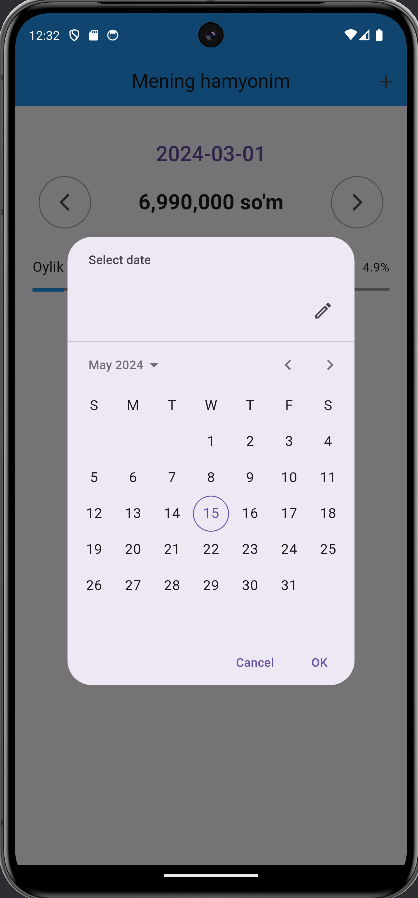 12:32
Mening hamyonim +
2024-03-01
6,990,000 so'm
Oylik 4.9%
Select date
May 2024
S M T W T F S
1 2 3 4
5 6 7 8 9 10 11
12 13 14 15 16 17 18
19 20 21 22 23 24 25
26 27 28 29 30 31
Cancel OK